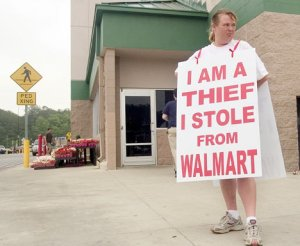 PED
XING
I AM A
THIEF
I STOLE
FROM
WALMART